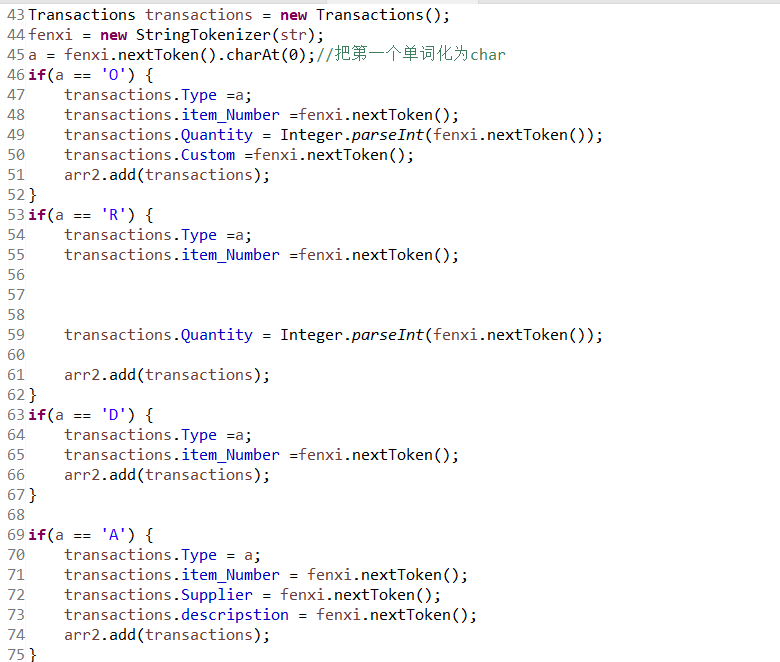 43 Transactions transactions = new Transactions();
44 fenxi = new StringTokenizer(str);
45 a = fenxi.nextToken().charAt(0);//把第一个单词化为char
46 if(a == 'O') {
47     transactions.Type =a;
48     transactions.item_Number =fenxi.nextToken();
49     transactions.Quantity = Integer.parseInt(fenxi.nextToken());
50     transactions.Custom =fenxi.nextToken();
51     arr2.add(transactions);
52 }
53 if(a == 'R') {
54     transactions.Type =a;
55     transactions.item_Number =fenxi.nextToken();
56
57
58
59     transactions.Quantity = Integer.parseInt(fenxi.nextToken());
60
61     arr2.add(transactions);
62 }
63 if(a == 'D') {
64     transactions.Type =a;
65     transactions.item_Number =fenxi.nextToken();
66     arr2.add(transactions);
67 }
68
69 if(a == 'A') {
70     transactions.Type = a;
71     transactions.item_Number = fenxi.nextToken();
72     transactions.Supplier = fenxi.nextToken();
73     transactions.descripstion = fenxi.nextToken();
74     arr2.add(transactions);
75 }